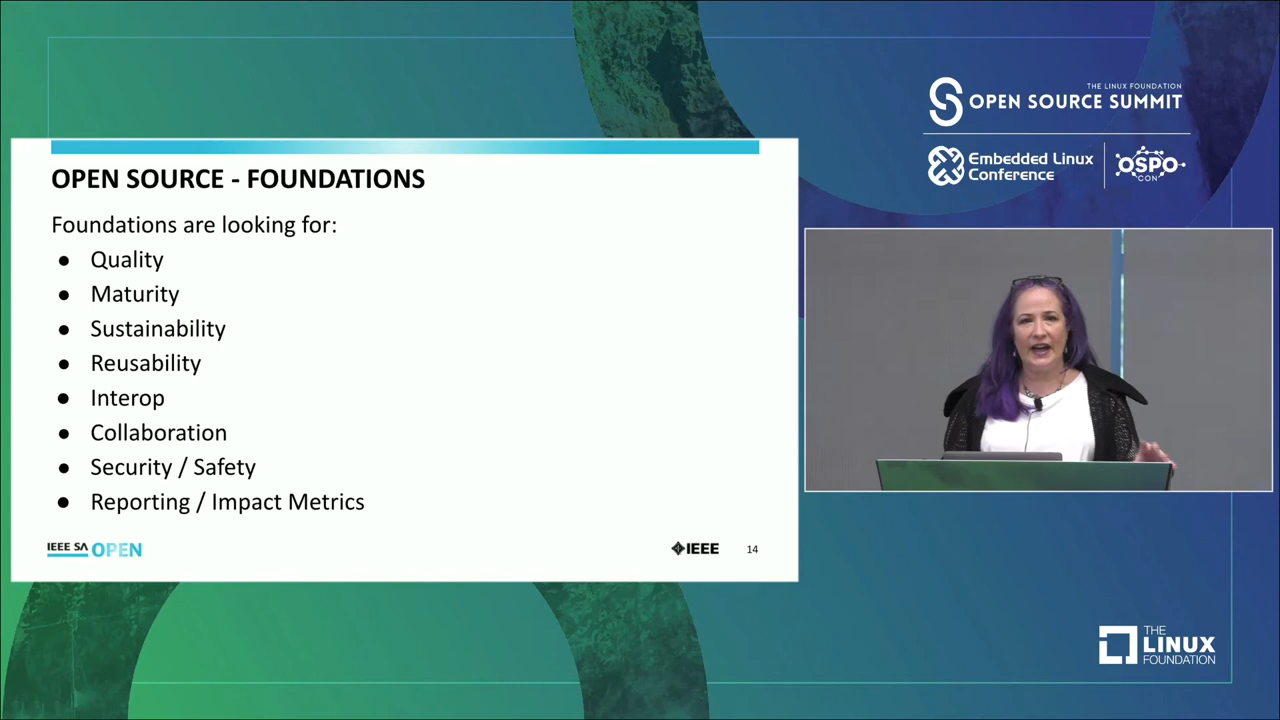 THE LINUX FOUNDATION
OPEN SOURCE SUMMIT
Embedded Linux
Conference
OSPO
CON
OPEN SOURCE - FOUNDATIONS
Foundations are looking for:
● Quality
● Maturity
● Sustainability
● Reusability
● Interop
● Collaboration
● Security / Safety
● Reporting / Impact Metrics
IEEE SA OPEN
IEEE
14
THE
LINUX
FOUNDATION